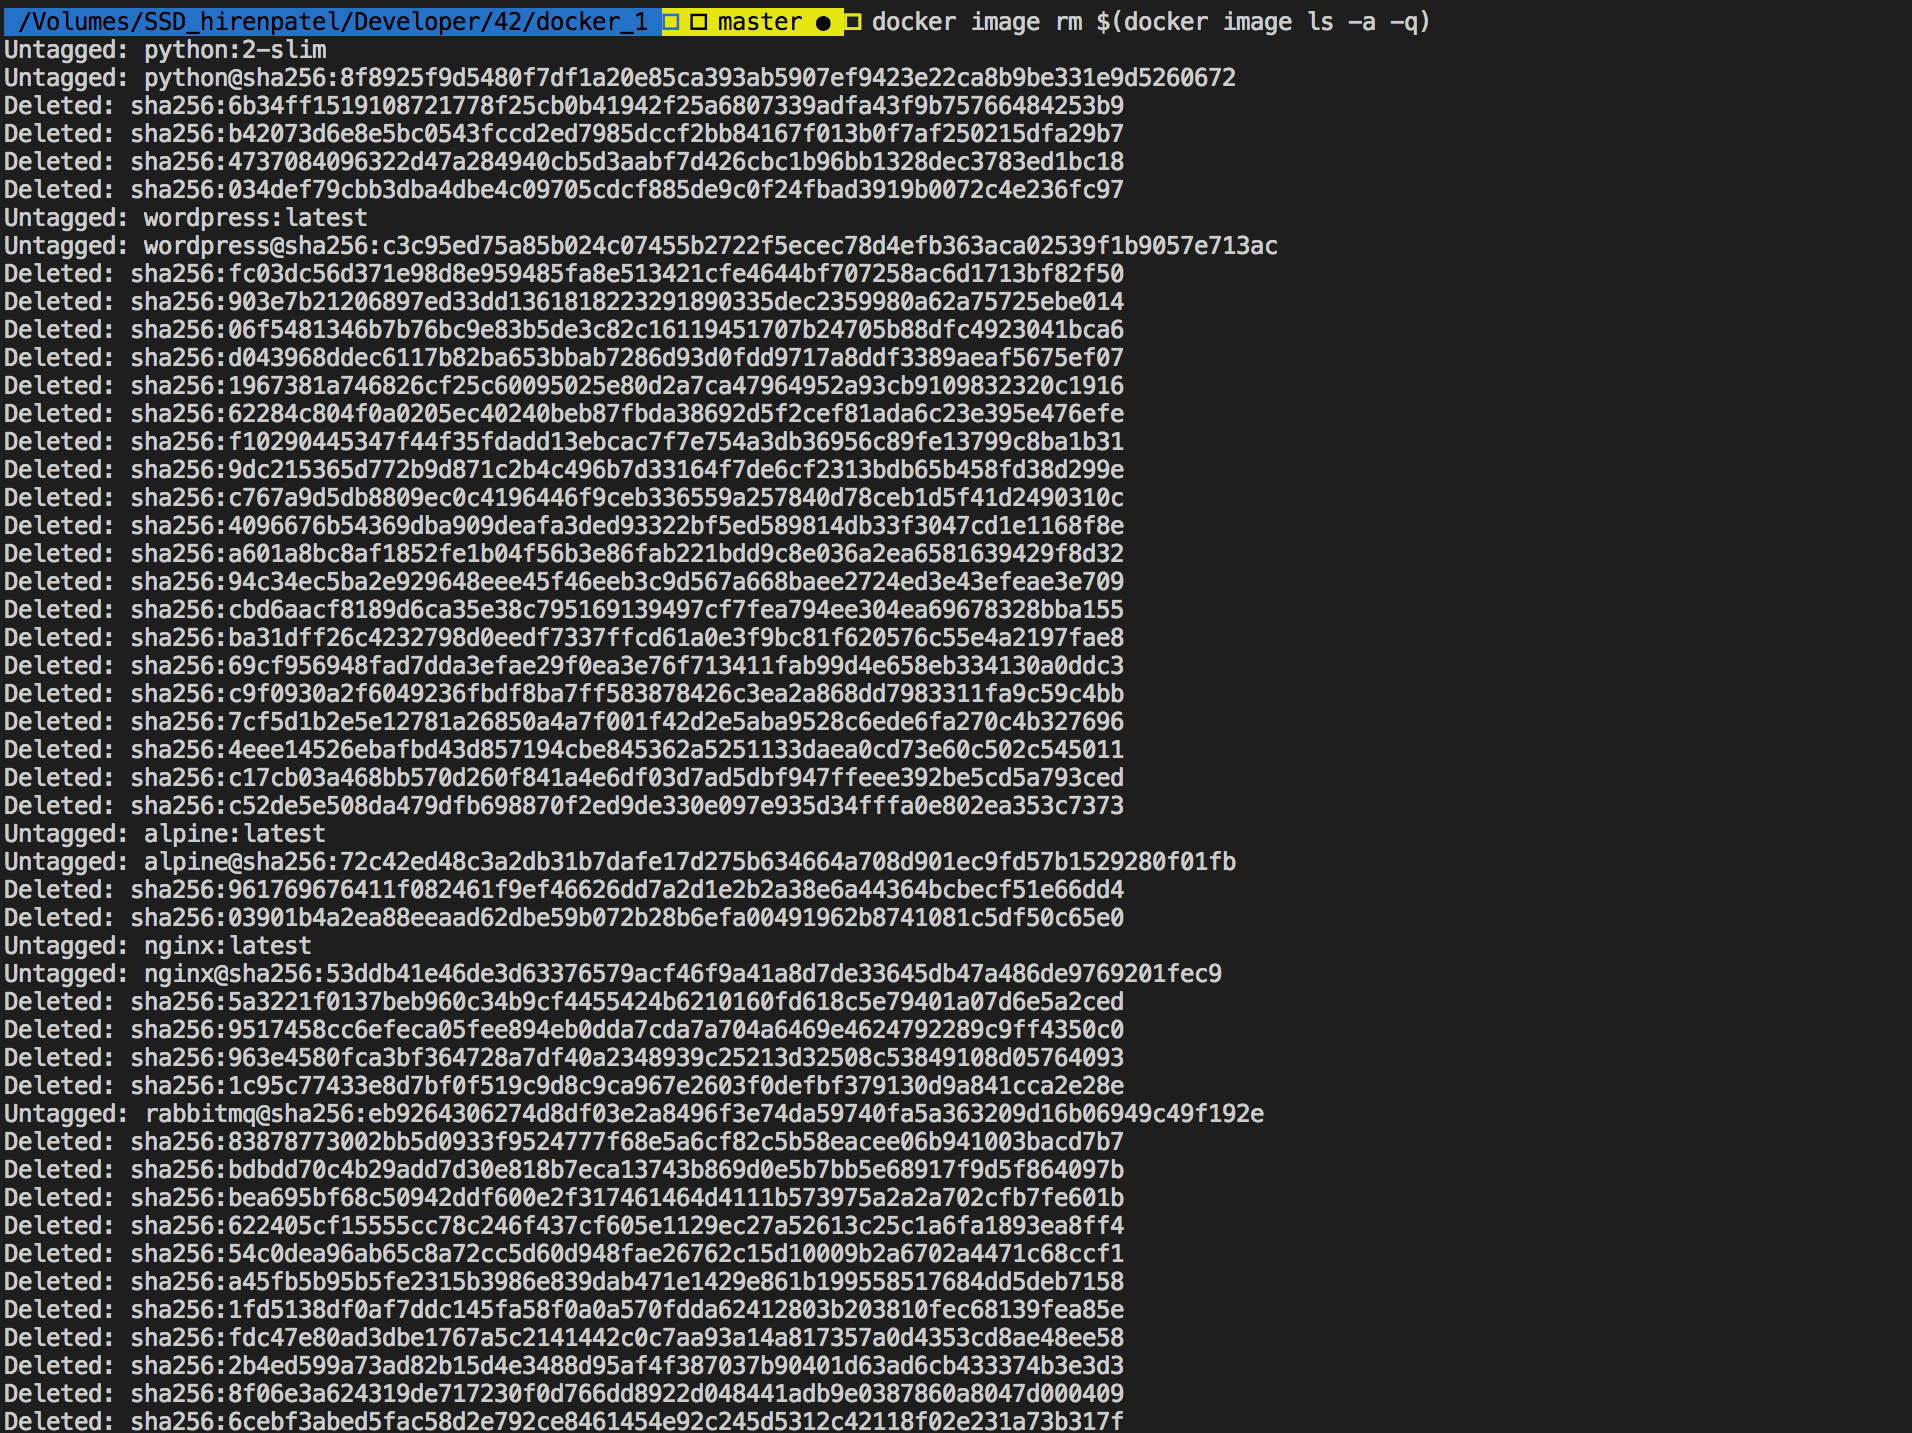 /Volumes/SSD_hirenpatel/Developer/42/docker_1 master ● docker image rm $(docker image ls -a -q)
Untagged: python:2-slim
Untagged: python@sha256:8f8925f9d5480f7df1a20e85ca393ab5907ef9423e22ca8b9be331e9d5260672
Deleted: sha256:6b34ff1519108721778f25cb0b41942f25a6807339adfa43f9b75766484253b9
Deleted: sha256:b42073d6e8e5bc0543fccd2ed7985dccf2bb84167f013b0f7af250215dfa29b7
Deleted: sha256:4737084096322d47a284940cb5d3aabf7d426cbc1b96bb1328dec3783ed1bc18
Deleted: sha256:034def79cbb3dba4dbe4c09705cdcf885de9c0f24fbad3919b0072c4e236fc97
Untagged: wordpress:latest
Untagged: wordpress@sha256:c3c95ed75a85b024c07455b2722f5ecec78d4efb363aca02539f1b9057e713ac
Deleted: sha256:fc03dc56d371e98d8e959485fa8e513421cfe4644bf707258ac6d1713bf82f50
Deleted: sha256:903e7b21206897ed33dd1361818223291890335dec2359980a62a75725ebe014
Deleted: sha256:06f5481346b7b76bc9e83b5de3c82c16119451707b24705b88dfc4923041bca6
Deleted: sha256:d043968ddec6117b82ba653bbab7286d93d0fdd9717a8ddf3389aeaf5675ef07
Deleted: sha256:1967381a746826cf25c60095025e80d2a7ca47964952a93cb9109832320c1916
Deleted: sha256:62284c804f0a0205ec40240beb87fbda38692d5f2cef81ada6c23e395e476efe
Deleted: sha256:f10290445347f44f35fdadd13ebcac7f7e754a3db36956c89fe13799c8ba1b31
Deleted: sha256:9dc215365d772b9d871c2b4c496b7d33164f7de6cf2313bdb65b458fd38d299e
Deleted: sha256:c767a9d5db8809ec0c4196446f9ceb336559a257840d78ceb1d5f41d2490310c
Deleted: sha256:4096676b54369dba909deafa3ded93322bf5ed589814db33f3047cd1e1168f8e
Deleted: sha256:a601a8bc8af1852fe1b04f56b3e86fab221bdd9c8e036a2ea6581639429f8d32
Deleted: sha256:94c34ec5ba2e929648eee45f46eeb3c9d567a668baee2724ed3e43efeae3e709
Deleted: sha256:cbd6aacf8189d6ca35e38c795169139497cf7fea794ee304ea69678328bba155
Deleted: sha256:ba31dff26c4232798d0eedf7337ffcd61a0e3f9bc81f620576c55e4a2197fae8
Deleted: sha256:69cf956948fad7dda3efae29f0ea3e76f713411fab99d4e658eb334130a0ddc3
Deleted: sha256:c9f0930a2f6049236fbdf8ba7ff583878426c3ea2a868dd7983311fa9c59c4bb
Deleted: sha256:7cf5d1b2e5e12781a26850a4a7f001f42d2e5aba9528c6ede6fa270c4b327696
Deleted: sha256:4eee14526ebafbd43d857194cbe845362a5251133daea0cd73e60c502c545011
Deleted: sha256:c17cb03a468bb570d260f841a4e6df03d7ad5dbf947ffeee392be5cd5a793ced
Deleted: sha256:c52de5e508da479dfb698870f2ed9de330e097e935d34fffa0e802ea353c7373
Untagged: alpine:latest
Untagged: alpine@sha256:72c42ed48c3a2db31b7dafe17d275b634664a708d901ec9fd57b1529280f01fb
Deleted: sha256:961769676411f082461f9ef46626dd7a2d1e2b2a38e6a44364bcbecf51e66dd4
Deleted: sha256:03901b4a2ea88eeaad62dbe59b072b28b6efa00491962b8741081c5df50c65e0
Untagged: nginx:latest
Untagged: nginx@sha256:53ddb41e46de3d63376579acf46f9a41a8d7de33645db47a486de9769201fec9
Deleted: sha256:5a3221f0137beb960c34b9cf4455424b6210160fd618c5e79401a07d6e5a2ced
Deleted: sha256:9517458cc6efeca05fee894eb0dda7cda7a704a6469e4624792289c9ff4350c0
Deleted: sha256:963e4580fca3bf364728a7df40a2348939c25213d32508c53849108d05764093
Deleted: sha256:1c95c77433e8d7bf0f519c9d8c9ca967e2603f0defbf379130d9a841cca2e28e
Untagged: rabbitmq@sha256:eb9264306274d8df03e2a8496f3e74da59740fa5a363209d16b06949c49f192e
Deleted: sha256:83878773002bb5d0933f9524777f68e5a6cf82c5b58eacee06b941003bacd7b7
Deleted: sha256:bdbdd70c4b29add7d30e818b7eca13743b869d0e5b7bb5e68917f9d5f864097b
Deleted: sha256:bea695bf68c50942ddf600e2f317461464d4111b573975a2a2a702cfb7fe601b
Deleted: sha256:622405cf15555cc78c246f437cf605e1129ec27a52613c25c1a6fa1893ea8ff4
Deleted: sha256:54c0dea96ab65c8a72cc5d60d948fae26762c15d10009b2a6702a4471c68ccf1
Deleted: sha256:a45fb5b95b5fe2315b3986e839dab471e1429e861b199558517684dd5deb7158
Deleted: sha256:1fd5138df0af7ddc145fa58f0a0a570fdda62412803b203810fec68139fea85e
Deleted: sha256:fdc47e80ad3dbe1767a5c2141442c0c7aa93a14a817357a0d4353cd8ae48ee58
Deleted: sha256:2b4ed599a73ad82b15d4e3488d95af4f387037b90401d63ad6cb433374b3e3d3
Deleted: sha256:8f06e3a624319de717230f0d766dd8922d048441adb9e0387860a8047d000409
Deleted: sha256:6cebf3abed5fac58d2e792ce8461454e92c245d5312c42118f02e231a73b317f